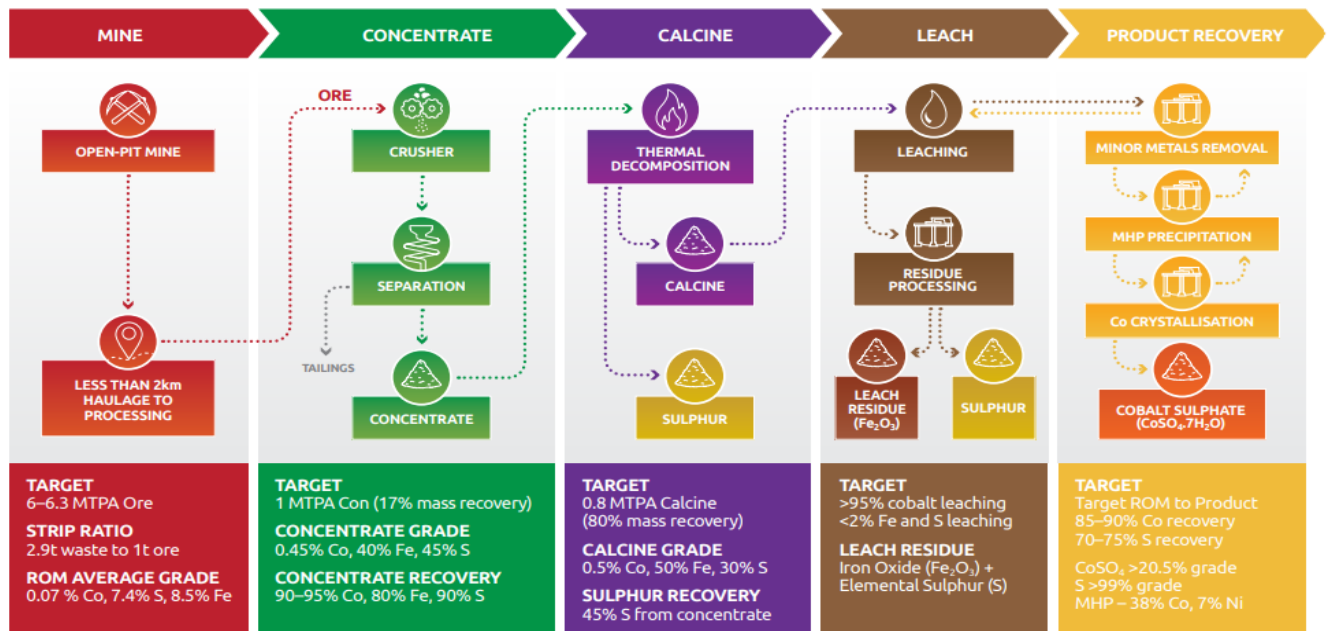 MINE
CONCENTRATE
CALCINE
LEACH
PRODUCT RECOVERY
OPEN-PIT MINE
LESS THAN 2km
HAULAGE TO
PROCESSING
ORE
CRUSHER
SEPARATION
TAILINGS
CONCENTRATE
THERMAL
DECOMPOSITION
CALCINE
SULPHUR
LEACHING
RESIDUE
PROCESSING
LEACH
RESIDUE
(Fe₂O₃)
SULPHUR
MINOR METALS REMOVAL
MHP PRECIPITATION
Co CRYSTALLISATION
COBALT SULPHATE
(CoSO₄.7H₂O)
TARGET
6–6.3 MTPA Ore
STRIP RATIO
2.9t waste to 1t ore
ROM AVERAGE GRADE
0.07 % Co, 7.4% S, 8.5% Fe
TARGET
1 MTPA Con (17% mass recovery)
CONCENTRATE GRADE
0.45% Co, 40% Fe, 45% S
CONCENTRATE RECOVERY
90–95% Co, 80% Fe, 90% S
TARGET
0.8 MTPA Calcine
(80% mass recovery)
CALCINE GRADE
0.5% Co, 50% Fe, 30% S
SULPHUR RECOVERY
45% S from concentrate
TARGET
>95% cobalt leaching
<2% Fe and S leaching
LEACH RESIDUE
Iron Oxide (Fe₂O₃) +
Elemental Sulphur (S)
TARGET
Target ROM to Product
85–90% Co recovery
70–75% S recovery
CoSO₄ >20.5% grade
S >99% grade
MHP – 38% Co, 7% Ni